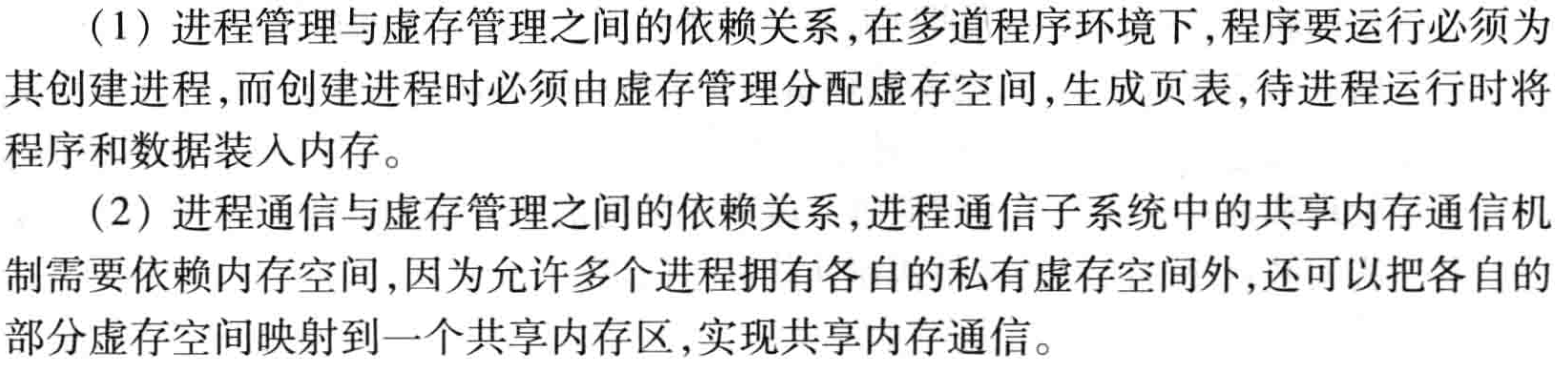 (1) 进程管理与虚存管理之间的依赖关系,在多道程序环境下,程序要运行必须为
其创建进程,而创建进程时必须由虚存管理分配虚存空间,生成页表,待进程运行时将
程序和数据装入内存。
(2) 进程通信与虚存管理之间的依赖关系,进程通信子系统中的共享内存通信机
制需要依赖内存空间,因为允许多个进程拥有各自的私有虚存空间外,还可以把各自的
部分虚存空间映射到一个共享内存区,实现共享内存通信。